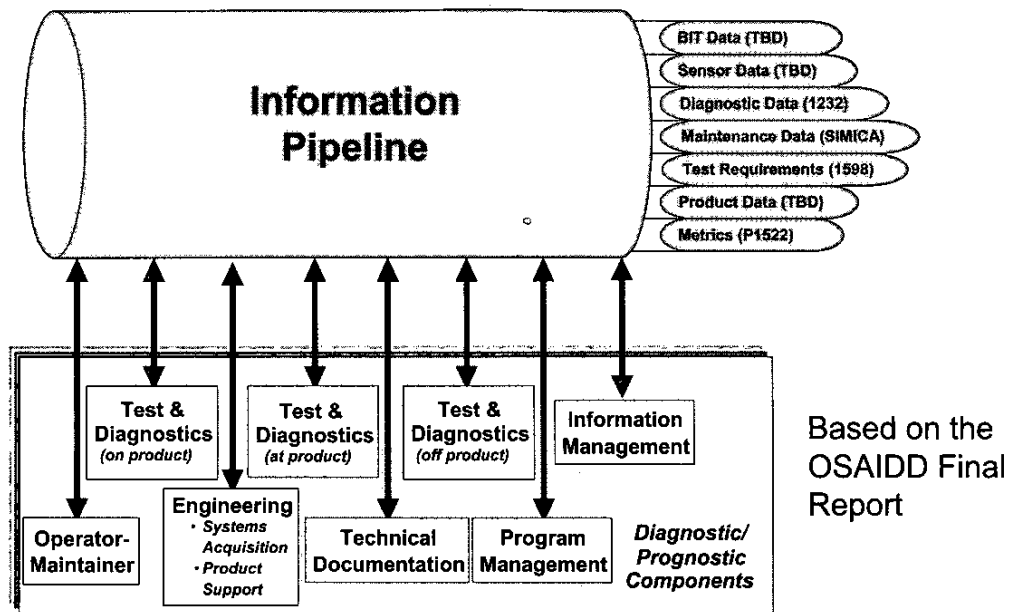 Information
Pipeline
BIT Data (TBD)
Sensor Data (TBD)
Diagnostic Data (1232)
Maintenance Data (SIMICA)
Test Requirements (1598)
Product Data (TBD)
Metrics (P1522)
Test &
Diagnostics
(on product)
Test &
Diagnostics
(at product)
Test &
Diagnostics
(off product)
Information
Management
Operator-
Maintainer
Engineering
• Systems
Acquisition
• Product
Support
Technical
Documentation
Program
Management
Diagnostic/
Prognostic
Components
Based on the
OSAIDD Final
Report